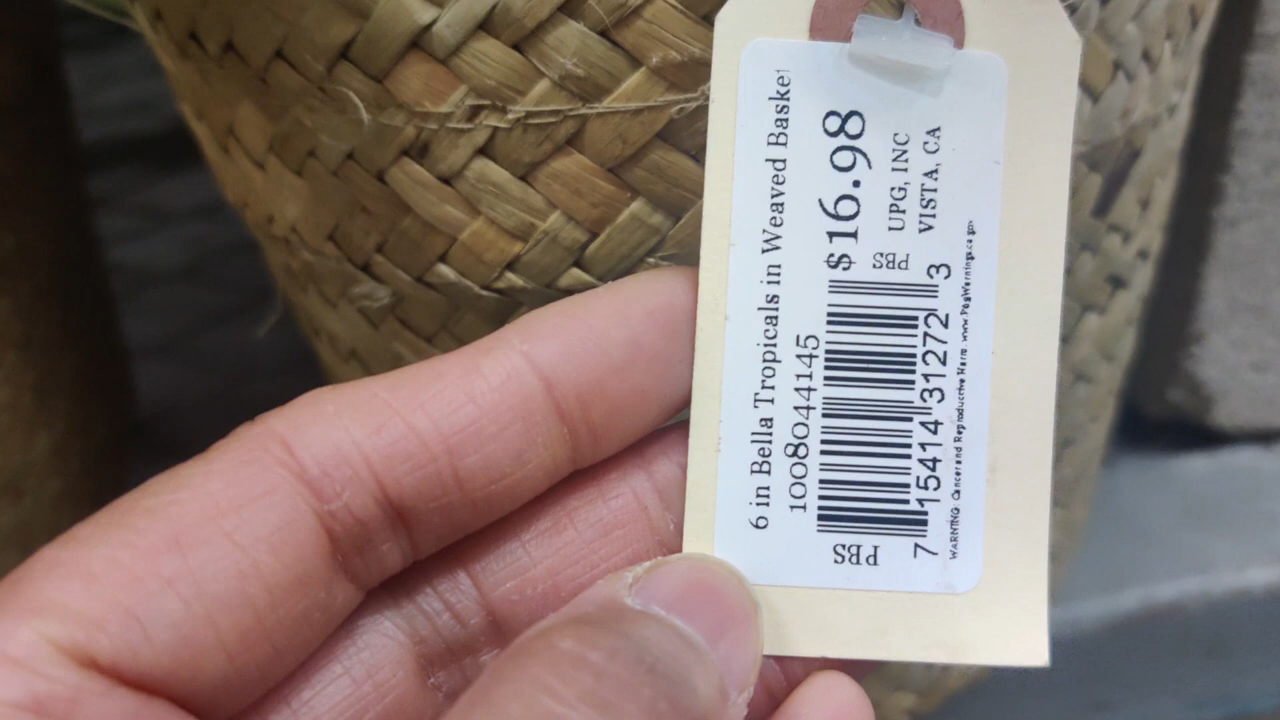 6 in Bella Tropicals in Weaved Basket
1008044145
$16.98
PBS
UPG, INC
VISTA, CA
PBS
7 15414 31272 3
WARNING: Cancer and Reproductive Harm. www.P65Warnings.ca.gov